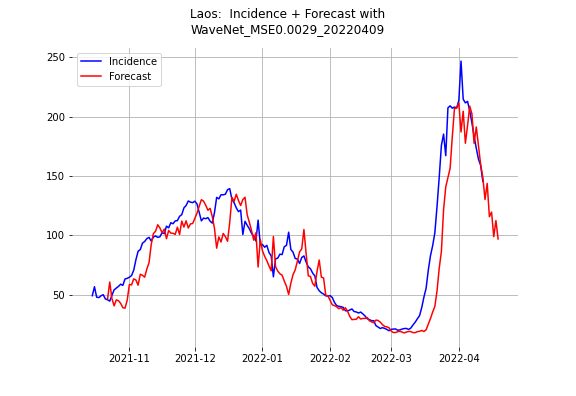 Laos:  Incidence + Forecast with
WaveNet_MSE0.0029_20220409
Incidence
Forecast
250
200
150
100
50
2021-11
2021-12
2022-01
2022-02
2022-03
2022-04